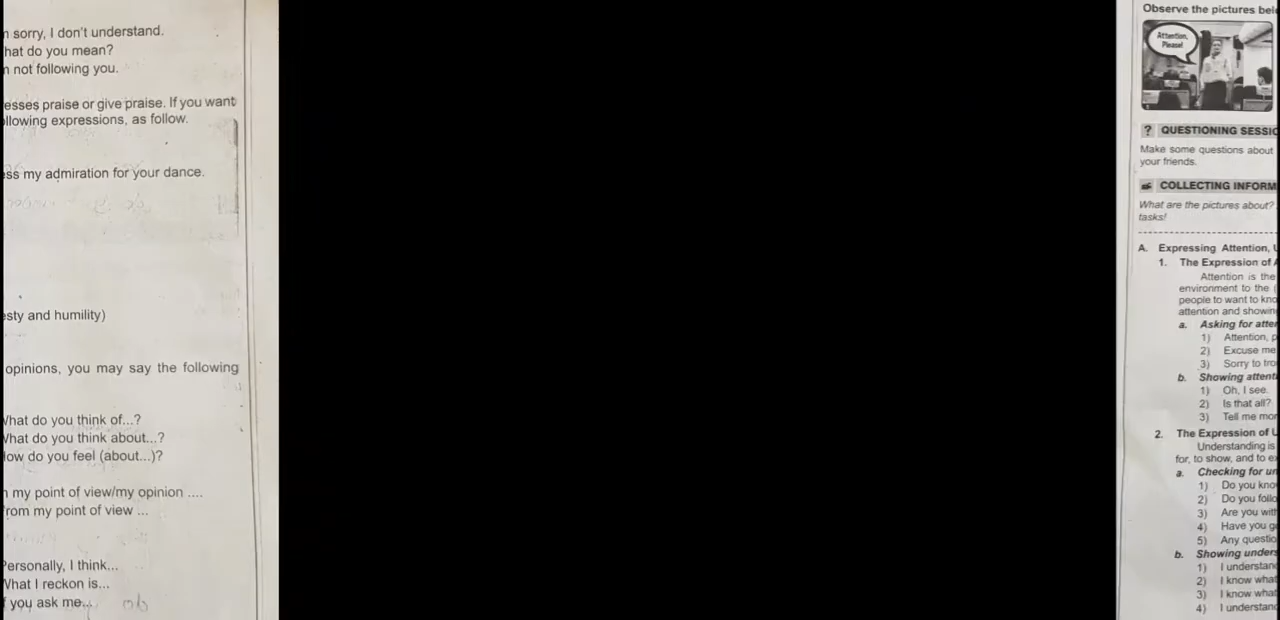 sorry, I don't understand.
hat do you mean?
not following you.
esses praise or give praise. If you want
llowing expressions, as follow.
ss my admiration for your dance.
esty and humility)
opinions, you may say the following
What do you think of...?
What do you think about...?
How do you feel (about...)?
my point of view/my opinion ....
From my point of view ...
Personally, I think...
What I reckon is...
you ask me...
Observe the pictures bel
Attention,
Please!
? QUESTIONING SESSIO
Make some questions about
your friends.
COLLECTING INFORM
What are the pictures about?
tasks!
A. Expressing Attention,
1. The Expression of A
Attention is the
environment to the (
people to want to kno
attention and showin
a. Asking for atten
1) Attention, p
2) Excuse me
3) Sorry to tro
b. Showing attenti
1) Oh, I see.
2) Is that all?
3) Tell me mor
2. The Expression of U
Understanding is
for, to show, and to ex
a. Checking for un
1) Do you kno
2) Do you follo
3) Are you with
4) Have you g
5) Any questio
b. Showing unders
1) I understand
2) I know what
3) I know what
4) I understand